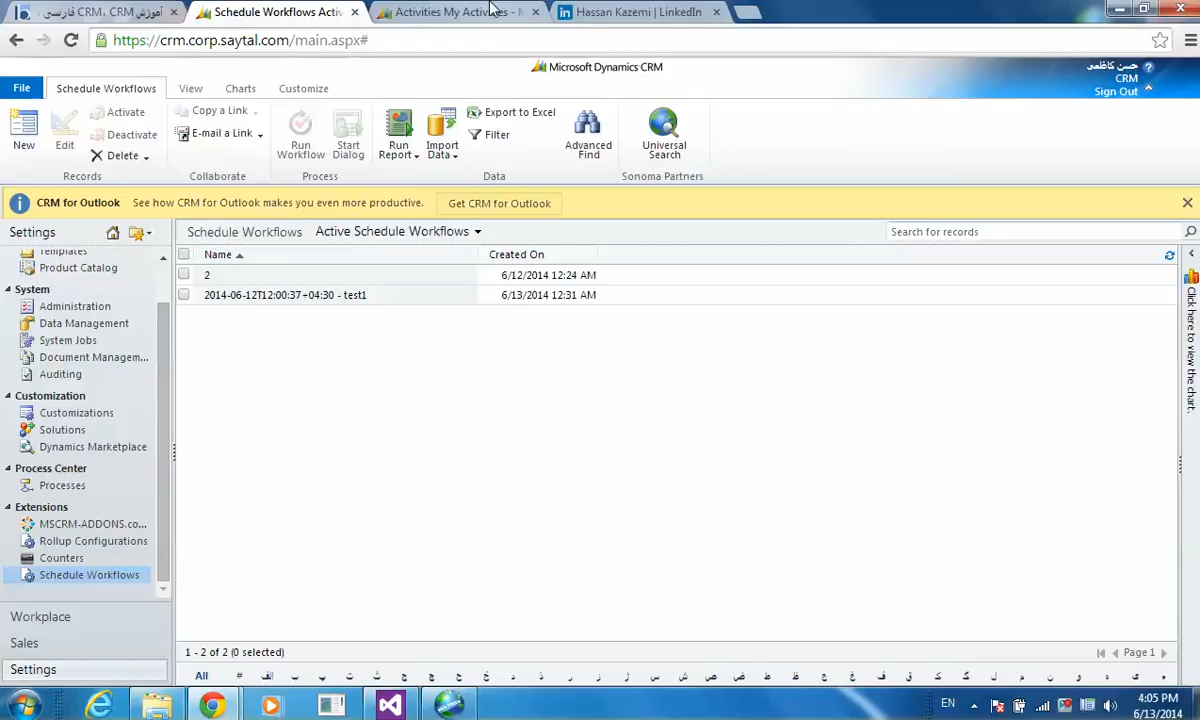 آموزش CRM، CRM فارسی
Schedule Workflows Activ
Activities My Activities - M
Hassan Kazemi | LinkedIn
https://crm.corp.saytal.com/main.aspx#
Microsoft Dynamics CRM
حسن کاظمی
CRM
Sign Out
File
Schedule Workflows
View
Charts
Customize
New
Edit
Activate
Deactivate
Delete
Records
Copy a Link
E-mail a Link
Collaborate
Run Workflow
Start Dialog
Process
Run Report
Import Data
Export to Excel
Filter
Advanced Find
Data
Universal Search
Sonoma Partners
CRM for Outlook See how CRM for Outlook makes you even more productive. Get CRM for Outlook
Settings
Templates
Product Catalog
System
Administration
Data Management
System Jobs
Document Managem...
Auditing
Customization
Customizations
Solutions
Dynamics Marketplace
Process Center
Processes
Extensions
MSCRM-ADDONS.co...
Rollup Configurations
Counters
Schedule Workflows
Workplace
Sales
Settings
Schedule Workflows Active Schedule Workflows
Search for records
Name Created On
2 6/12/2014 12:24 AM
2014-06-12T12:00:37+04:30 - test1 6/13/2014 12:31 AM
Click here to view the chart.
1 - 2 of 2 (0 selected)
Page 1
All # الف ب پ ت ث ج چ ح خ د ذ ر ز ژ س ش ص ض ط ظ ع غ ف ق ک گ ل م ن و ه ی
EN
4:05 PM
6/13/2014